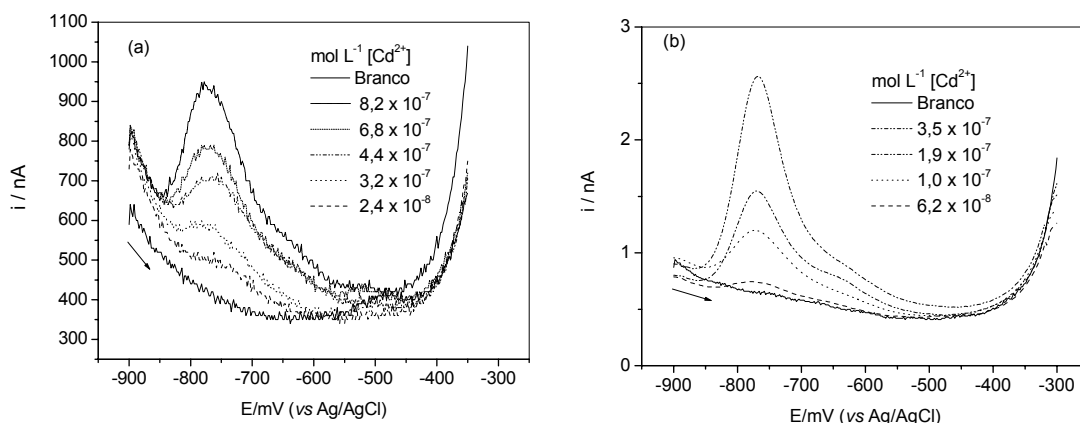 (a)
mol L⁻¹ [Cd²⁺]
Branco
8,2 x 10⁻⁷
6,8 x 10⁻⁷
4,4 x 10⁻⁷
3,2 x 10⁻⁷
2,4 x 10⁻⁸
i / nA
1100
1000
900
800
700
600
500
400
300
-900 -800 -700 -600 -500 -400 -300
E/mV (vs Ag/AgCl)
(b)
mol L⁻¹ [Cd²⁺]
Branco
3,5 x 10⁻⁷
1,9 x 10⁻⁷
1,0 x 10⁻⁷
6,2 x 10⁻⁸
i / nA
3
2
1
0
-900 -800 -700 -600 -500 -400 -300
E/mV (vs Ag/AgCl)